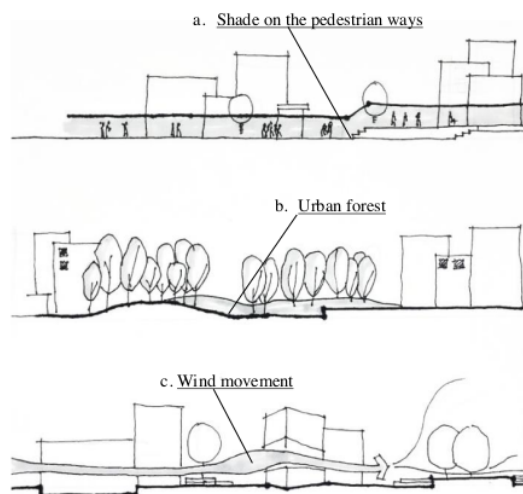 a. Shade on the pedestrian ways
b. Urban forest
c. Wind movement